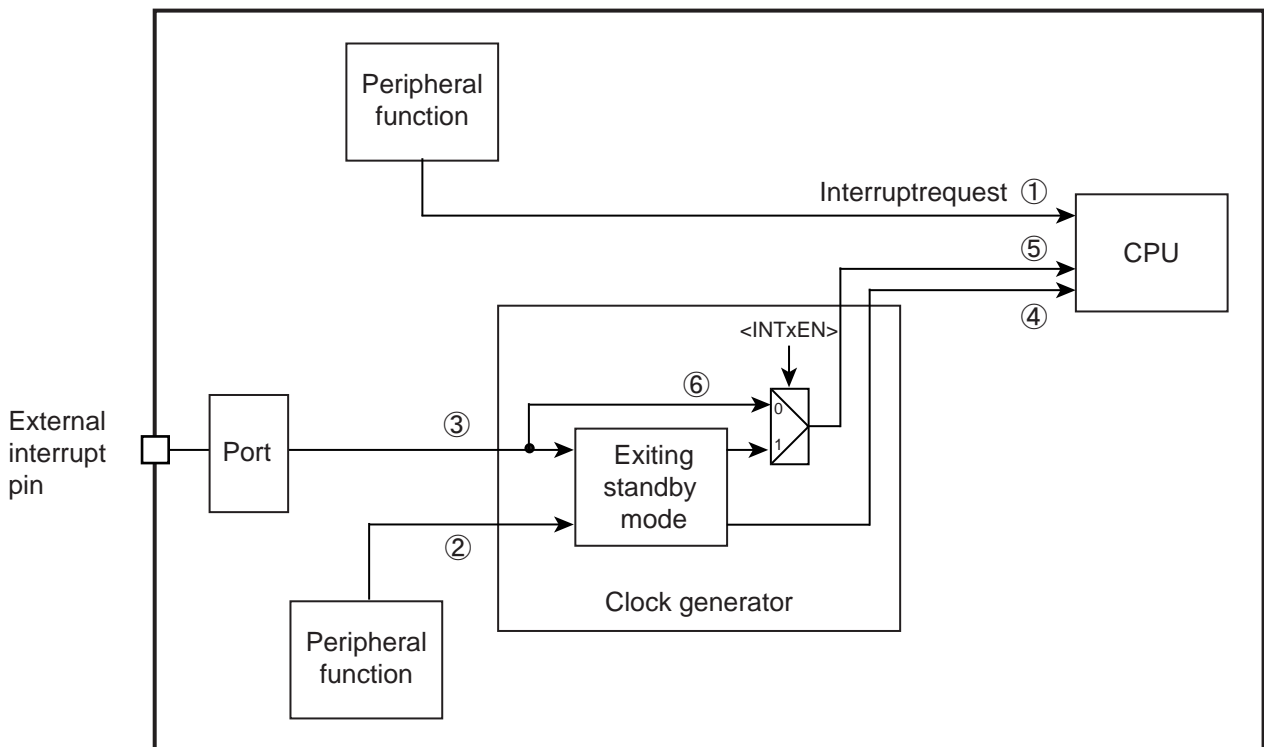 Peripheral
function
Interruptrequest ①
⑤
CPU
④
<INTxEN>
⑥
0
External
interrupt
pin
Port
③
1
Exiting
standby
mode
②
Clock generator
Peripheral
function